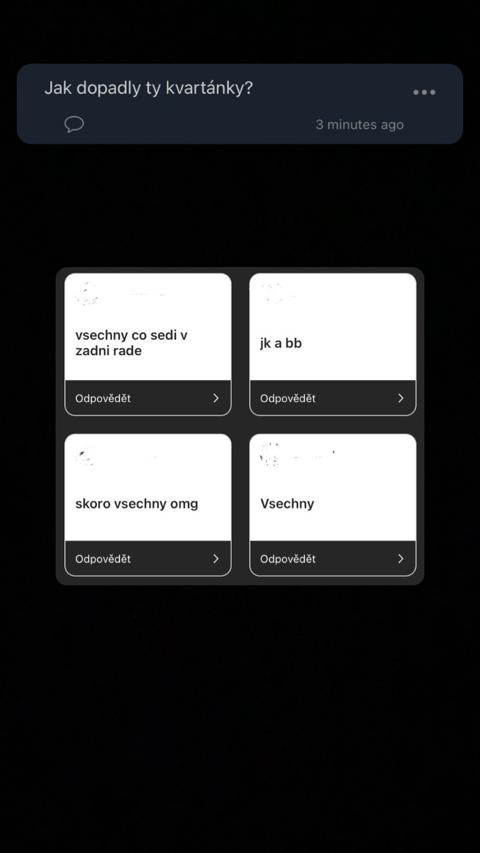 Jak dopadly ty kvartánky?
3 minutes ago
vsechny co sedi v
zadni rade
Odpovědět
jk a bb
Odpovědět
skoro vsechny omg
Odpovědět
Vsechny
Odpovědět